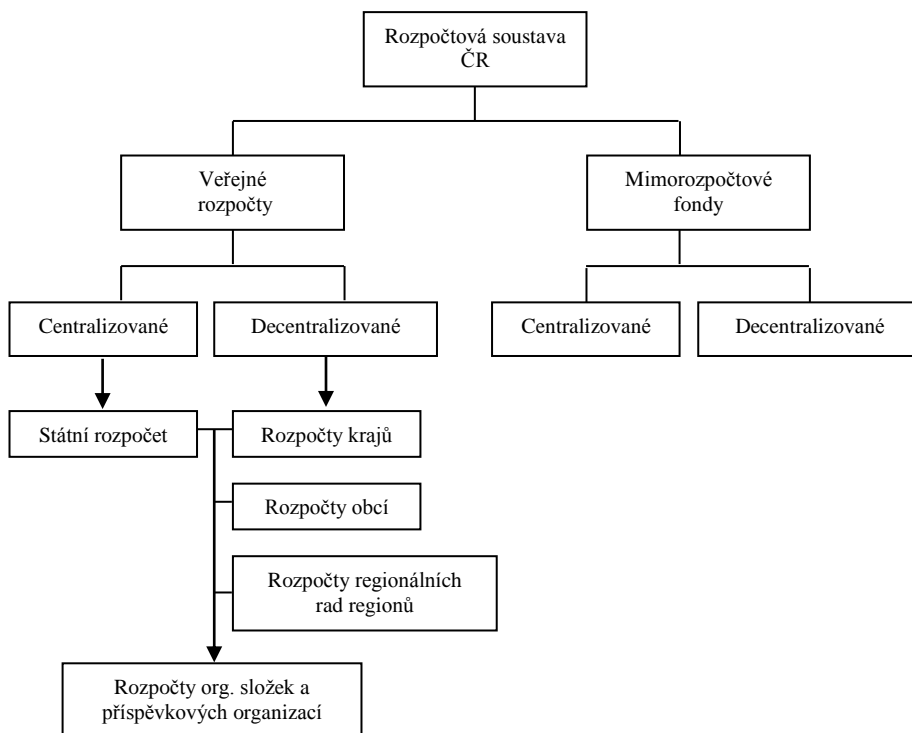 Rozpočtová soustava
ČR
Veřejné
rozpočty
Mimorozpočtové
fondy
Centralizované
Decentralizované
Centralizované
Decentralizované
Státní rozpočet
Rozpočty krajů
Rozpočty obcí
Rozpočty regionálních
rad regionů
Rozpočty org. složek a
příspěvkových organizací